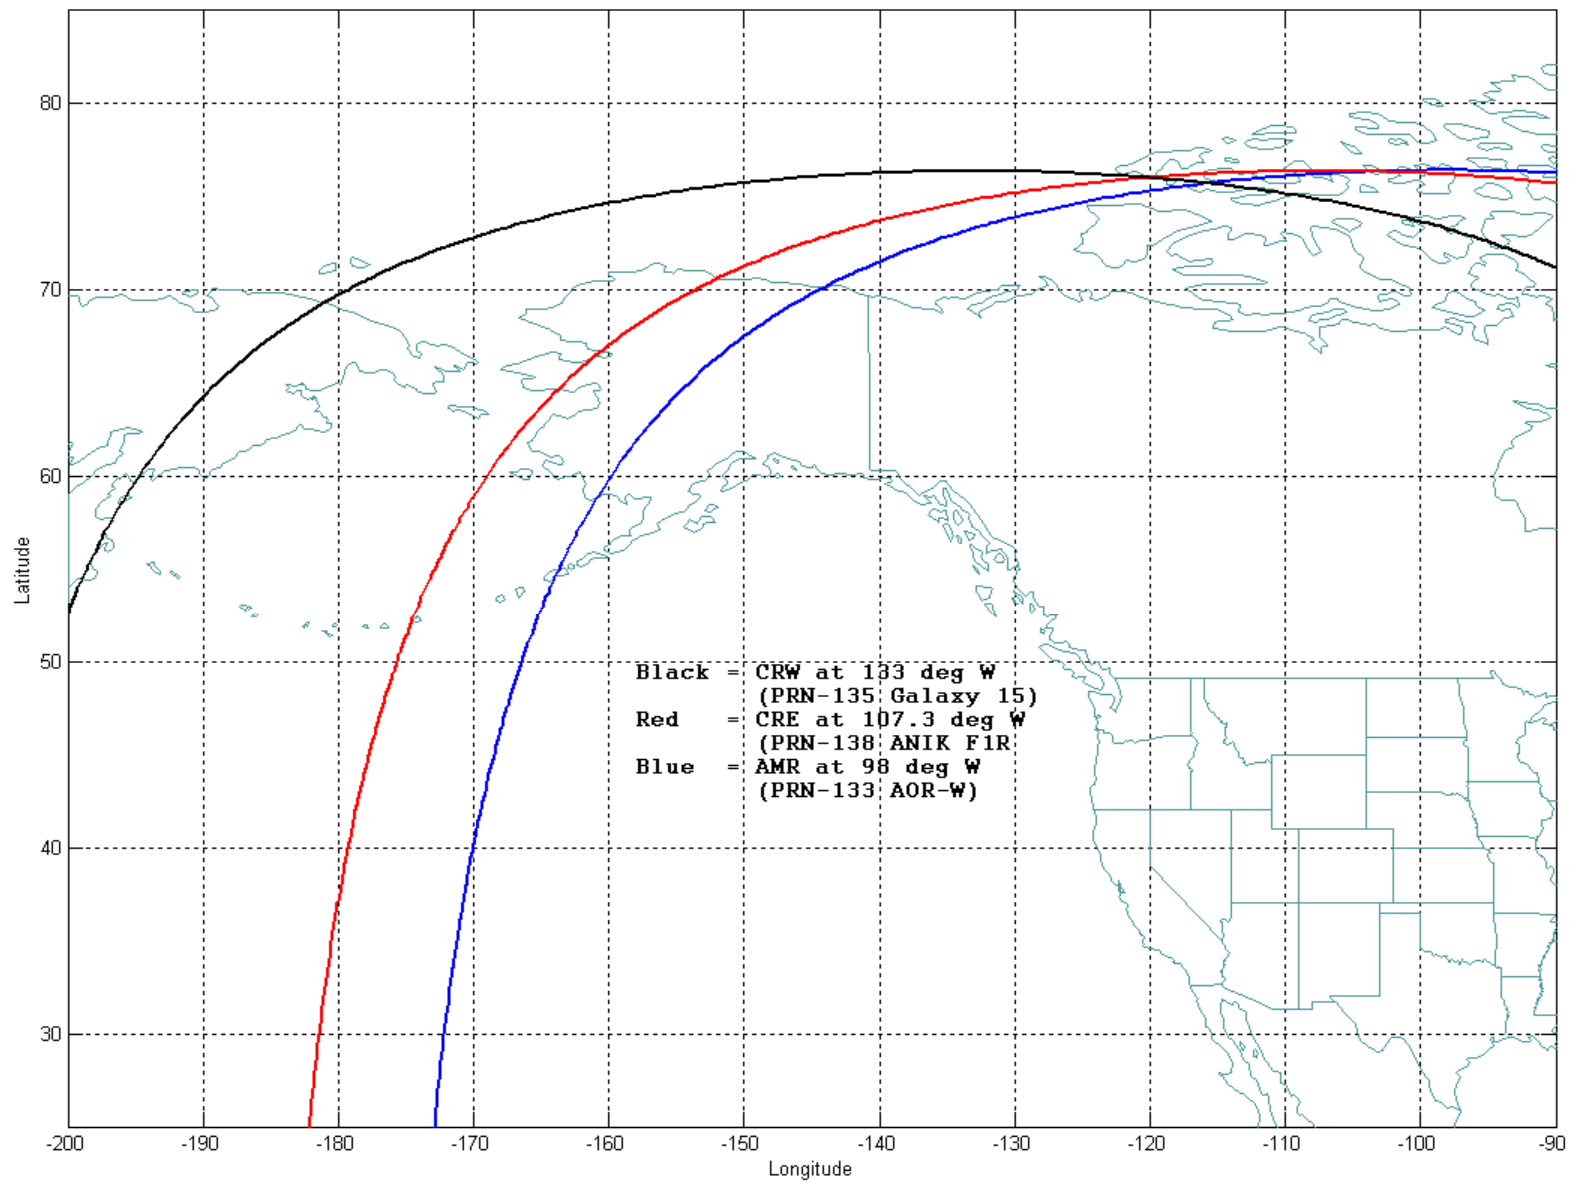 80
70
60
50
40
30
Latitude
Black = CRW at 133 deg W
(PRN-135 Galaxy 15)
Red = CRE at 107.3 deg W
(PRN-138 ANIK F1R
Blue = AMR at 98 deg W
(PRN-133 AOR-W)
-200 -190 -180 -170 -160 -150 -140 -130 -120 -110 -100 -90
Longitude